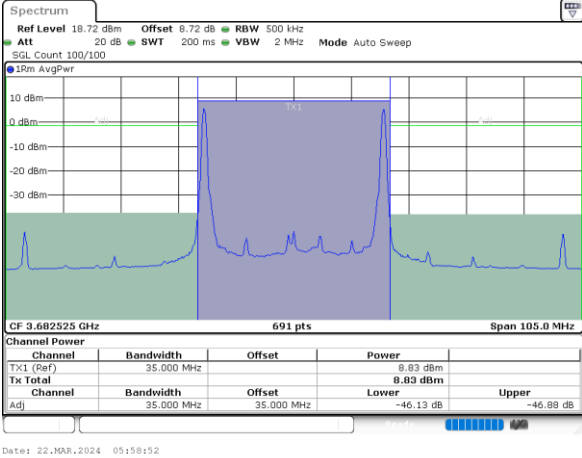 Spectrum
Ref Level 18.72 dBm Offset 8.72 dB RBW 500 kHz
Att 20 dB SWT 200 ms VBW 2 MHz Mode Auto Sweep
SGL Count 100/100
1Rm AvgPwr
10 dBm
TX1
0 dBm
Adj Adj
-10 dBm
-20 dBm
-30 dBm
CF 3.682525 GHz 691 pts Span 105.0 MHz
Channel Power
Channel Bandwidth Offset Power
TX1 (Ref) 35.000 MHz 8.83 dBm
Tx Total 8.83 dBm
Channel Bandwidth Offset Lower Upper
Adj 35.000 MHz 35.000 MHz -46.13 dB -46.88 dB
Ready
Date: 22.MAR.2024 05:58:52